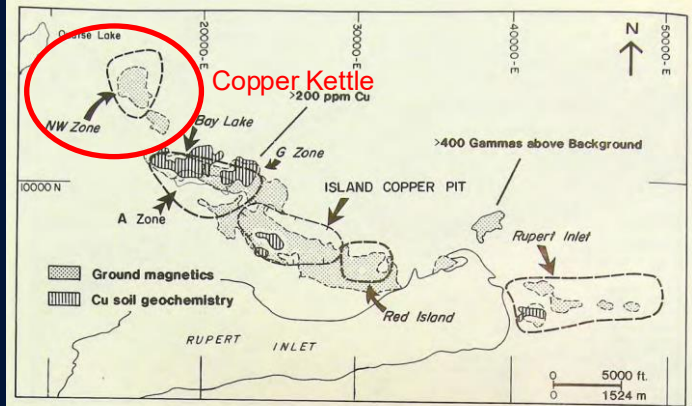 20000-E
30000-E
40000-E
50000-E
N
Lake
Copper Kettle
>200 ppm Cu
NW Zone
Bay Lake
G Zone
>400 Gammas above Background
10000 N
ISLAND COPPER PIT
A Zone
Rupert Inlet
Ground magnetics
Cu soil geochemistry
Red Island
RUPERT INLET
0 5000 ft.
1524 m